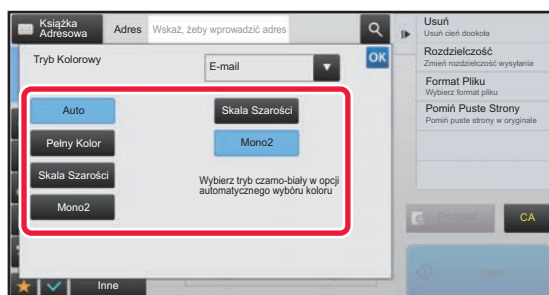 Książka
Adresowa
Adres
Wskaż, żeby wprowadzić adres
Tryb Kolorowy
E-mail
OK
Auto
Pełny Kolor
Skala Szarości
Mono2
Skala Szarości
Mono2
Wybierz tryb czarno-biały w opcji
automatycznego wyboru koloru
Usuń
Usuń cień dookoła
Rozdzielczość
Zmień rozdzielczość wysyłania
Format Pliku
Wybierz format pliku
Pomiń Puste Strony
Pomiń puste strony w oryginale
Podgląd
CA
Start
Inne